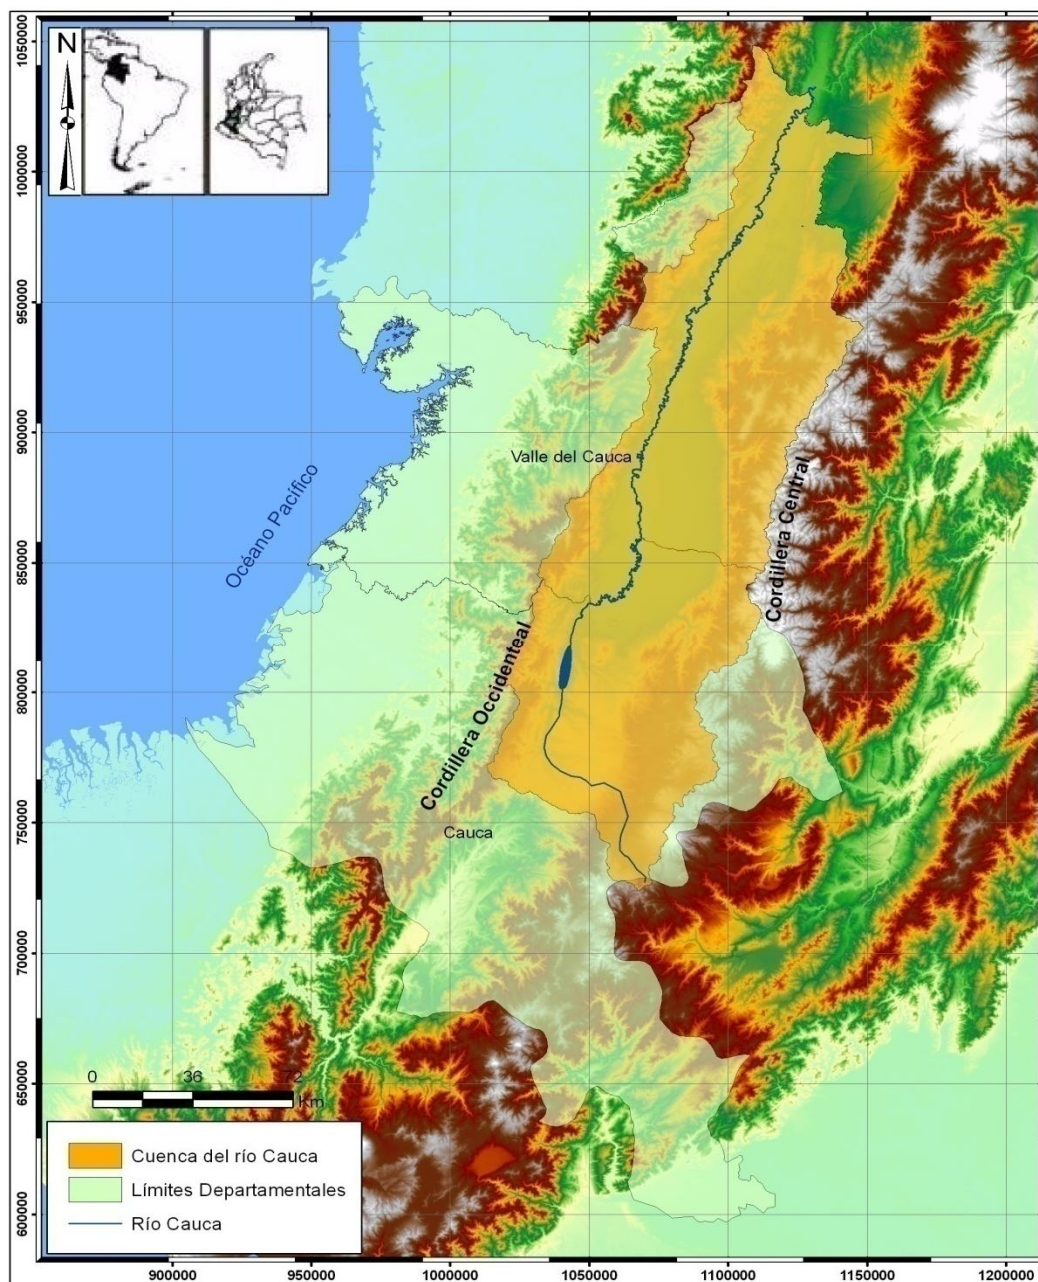 N
1050000
1000000
950000
900000
850000
800000
750000
700000
650000
600000
Océano Pacífico
Valle del Cauca
Cordillera Central
Cordillera Occidenteal
Cauca
0 36 72
Km
Cuenca del río Cauca
Límites Departamentales
Río Cauca
900000 950000 1000000 1050000 1100000 1150000 1200000